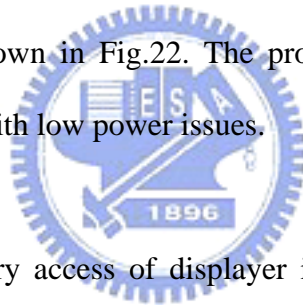 own in Fig.22. The pro
ith low power issues.
E S A
1896
ry access of displayer i